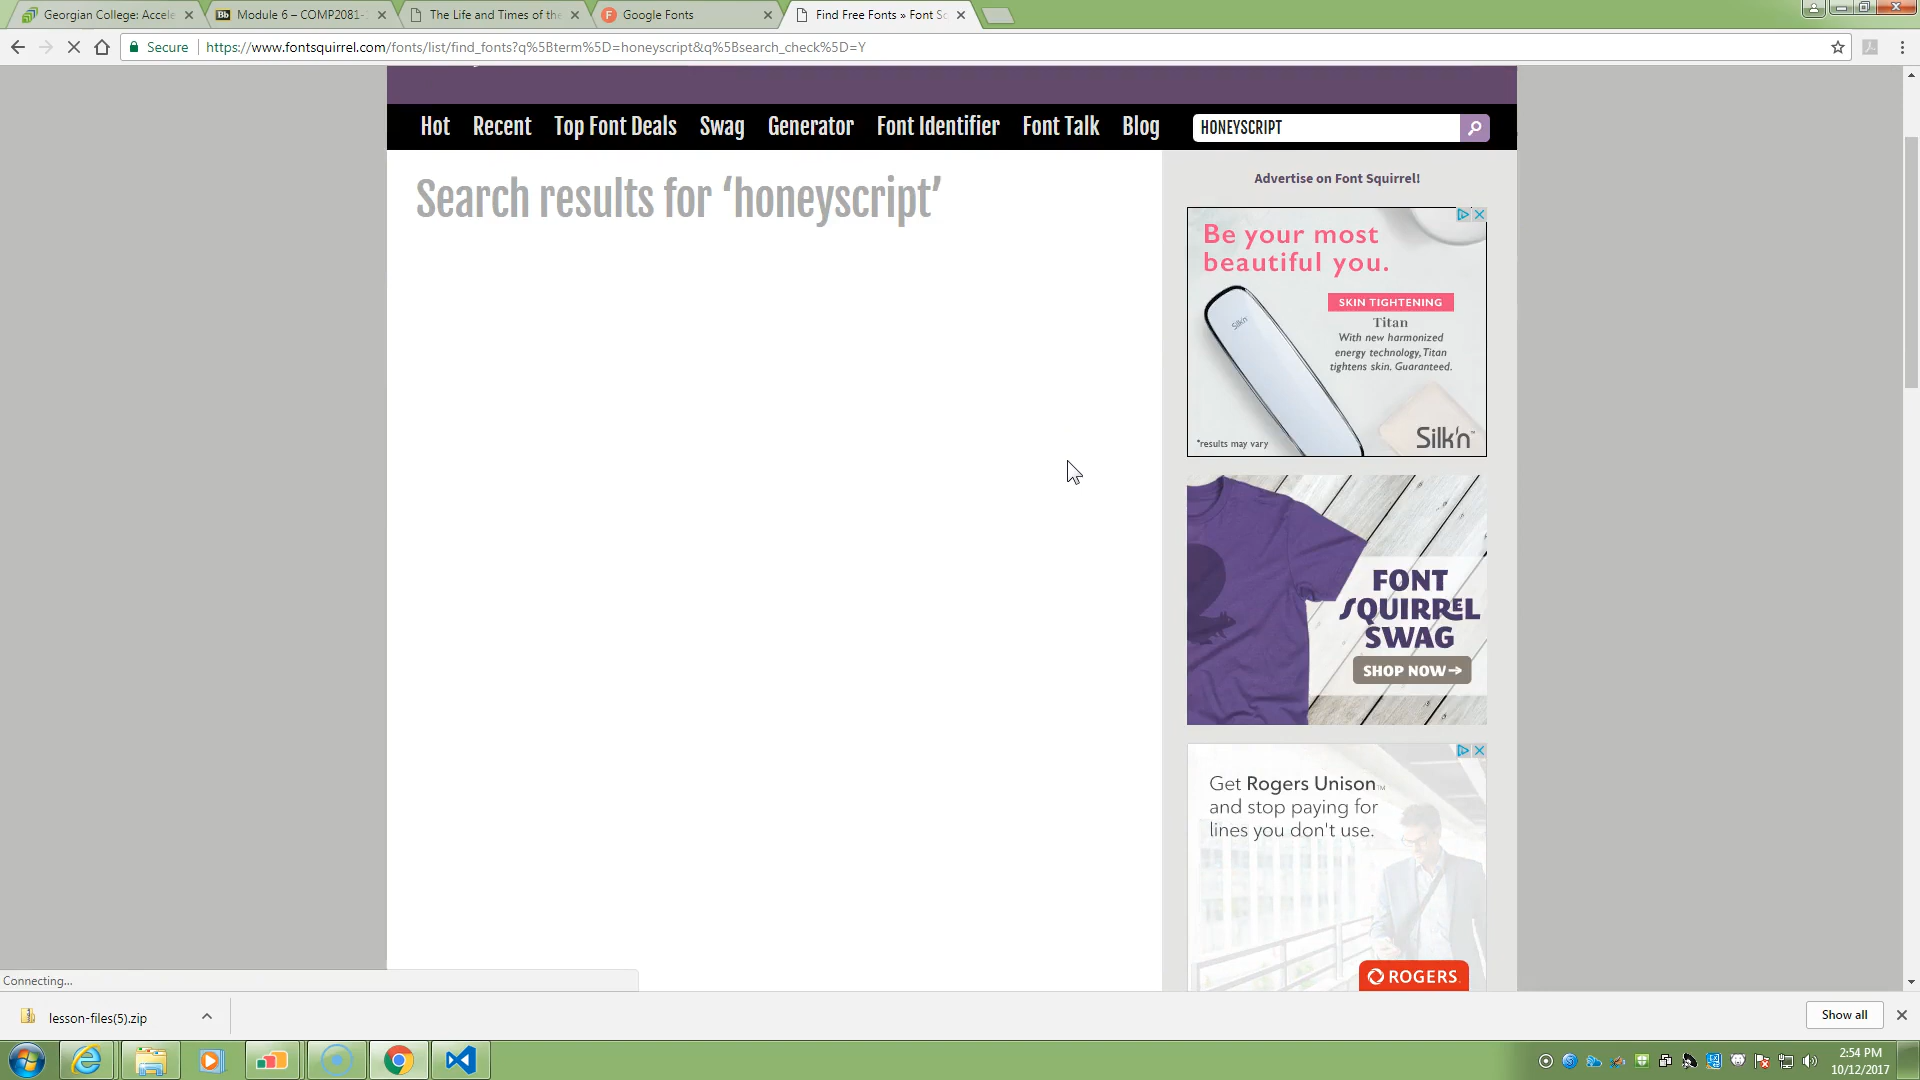 Georgian College: Accele
Module 6 – COMP2081-
The Life and Times of the
Google Fonts
Find Free Fonts » Font Sc
Secure
https://www.fontsquirrel.com/fonts/list/find_fonts?q%5Bterm%5D=honeyscript&q%5Bsearch_check%5D=Y
Hot Recent Top Font Deals Swag Generator Font Identifier Font Talk Blog HONEYSCRIPT
Search results for ‘honeyscript’
Advertise on Font Squirrel!
Be your most
beautiful you.
SKIN TIGHTENING
Titan
With new harmonized
energy technology, Titan
tightens skin. Guaranteed.
Silk'n
*results may vary
Silk'n™
FONT
SQUIRREL
SWAG
SHOP NOW→
Get Rogers Unison™
and stop paying for
lines you don't use.
ROGERS
Connecting...
lesson-files(5).zip
Show all
2:54 PM
10/12/2017